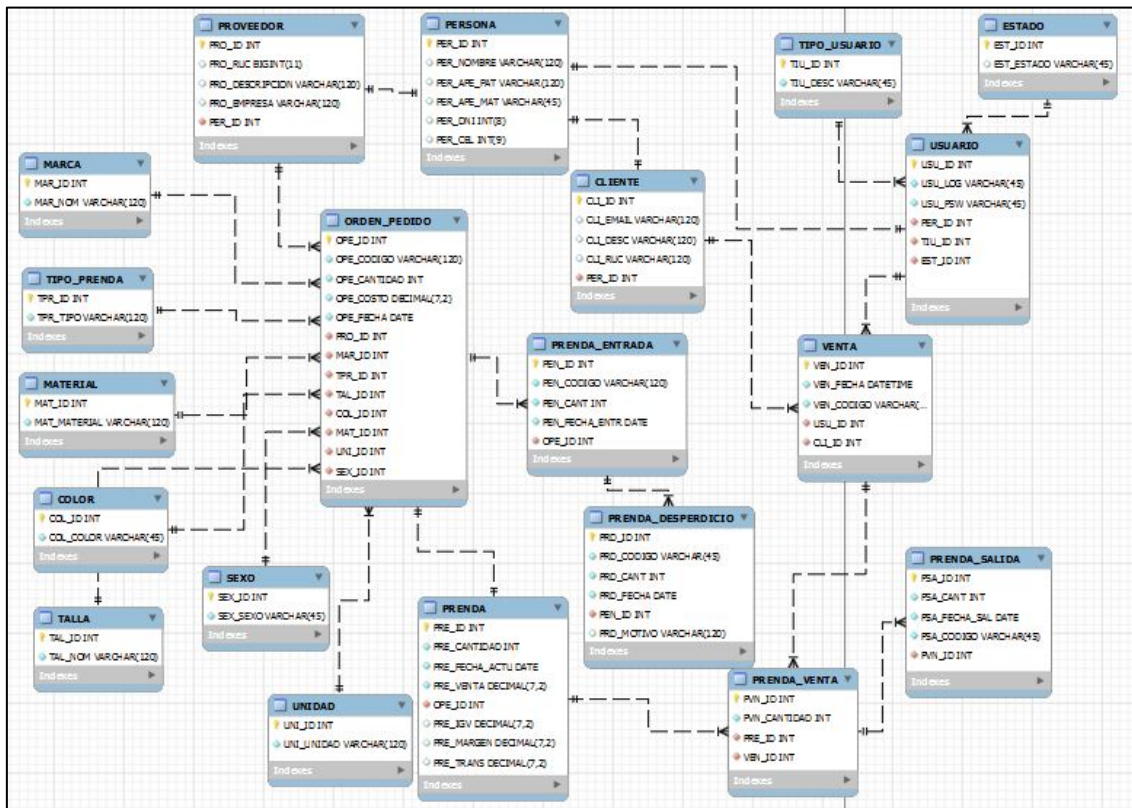 PROVEEDOR
PRO_ID INT
PRO_RUC BIGINT(11)
PRO_DESCRIPCION VARCHAR(120)
PRO_EMPRESA VARCHAR(120)
PER_ID INT
Indexes
PERSONA
PER_ID INT
PER_NOMBRE VARCHAR(120)
PER_APE_PAT VARCHAR(120)
PER_APE_MAT VARCHAR(45)
PER_DNI INT(8)
PER_CEL INT(9)
Indexes
TIPO_USUARIO
TIU_ID INT
TIU_DESC VARCHAR(45)
Indexes
ESTADO
EST_ID INT
EST_ESTADO VARCHAR(45)
Indexes
MARCA
MAR_ID INT
MAR_NOM VARCHAR(120)
Indexes
ORDEN_PEDIDO
OPE_ID INT
OPE_CODIGO VARCHAR(120)
OPE_CANTIDAD INT
OPE_COSTO DECIMAL(7,2)
OPE_FECHA DATE
PRO_ID INT
MAR_ID INT
TPR_ID INT
TAL_ID INT
COL_ID INT
MAT_ID INT
UNI_ID INT
SEX_ID INT
Indexes
CLIENTE
CLI_ID INT
CLI_EMAIL VARCHAR(120)
CLI_DESC VARCHAR(120)
CLI_RUC VARCHAR(120)
PER_ID INT
Indexes
USUARIO
USU_ID INT
USU_LOG VARCHAR(45)
USU_PSW VARCHAR(45)
PER_ID INT
TIU_ID INT
EST_ID INT
Indexes
TIPO_PRENDA
TPR_ID INT
TPR_TIPO VARCHAR(120)
Indexes
PRENDA_ENTRADA
PEN_ID INT
PEN_CODIGO VARCHAR(120)
PEN_CANT INT
PEN_FECHA_ENTR DATE
OPE_ID INT
Indexes
VENTA
VEN_ID INT
VEN_FECHA DATETIME
VEN_CODIGO VARCHAR(...
USU_ID INT
CLI_ID INT
Indexes
MATERIAL
MAT_ID INT
MAT_MATERIAL VARCHAR(120)
Indexes
COLOR
COL_ID INT
COL_COLOR VARCHAR(45)
Indexes
PRENDA_DESPERDICIO
PRD_ID INT
PRD_CODIGO VARCHAR(45)
PRD_CANT INT
PRD_FECHA DATE
PEN_ID INT
PRD_MOTIVO VARCHAR(120)
Indexes
PRENDA_SALIDA
PSA_ID INT
PSA_CANT INT
PSA_FECHA_SAL DATE
PSA_CODIGO VARCHAR(45)
PVN_ID INT
Indexes
SEXO
SEX_ID INT
SEX_SEXO VARCHAR(45)
Indexes
TALLA
TAL_ID INT
TAL_NOM VARCHAR(120)
Indexes
PRENDA
PRE_ID INT
PRE_CANTIDAD INT
PRE_FECHA_ACTU DATE
PRE_VENTA DECIMAL(7,2)
OPE_ID INT
PRE_IGV DECIMAL(7,2)
PRE_MARGEN DECIMAL(7,2)
PRE_TRANS DECIMAL(7,2)
Indexes
UNIDAD
UNI_ID INT
UNI_UNIDAD VARCHAR(120)
Indexes
PRENDA_VENTA
PVN_ID INT
PVN_CANTIDAD INT
PRE_ID INT
VEN_ID INT
Indexes